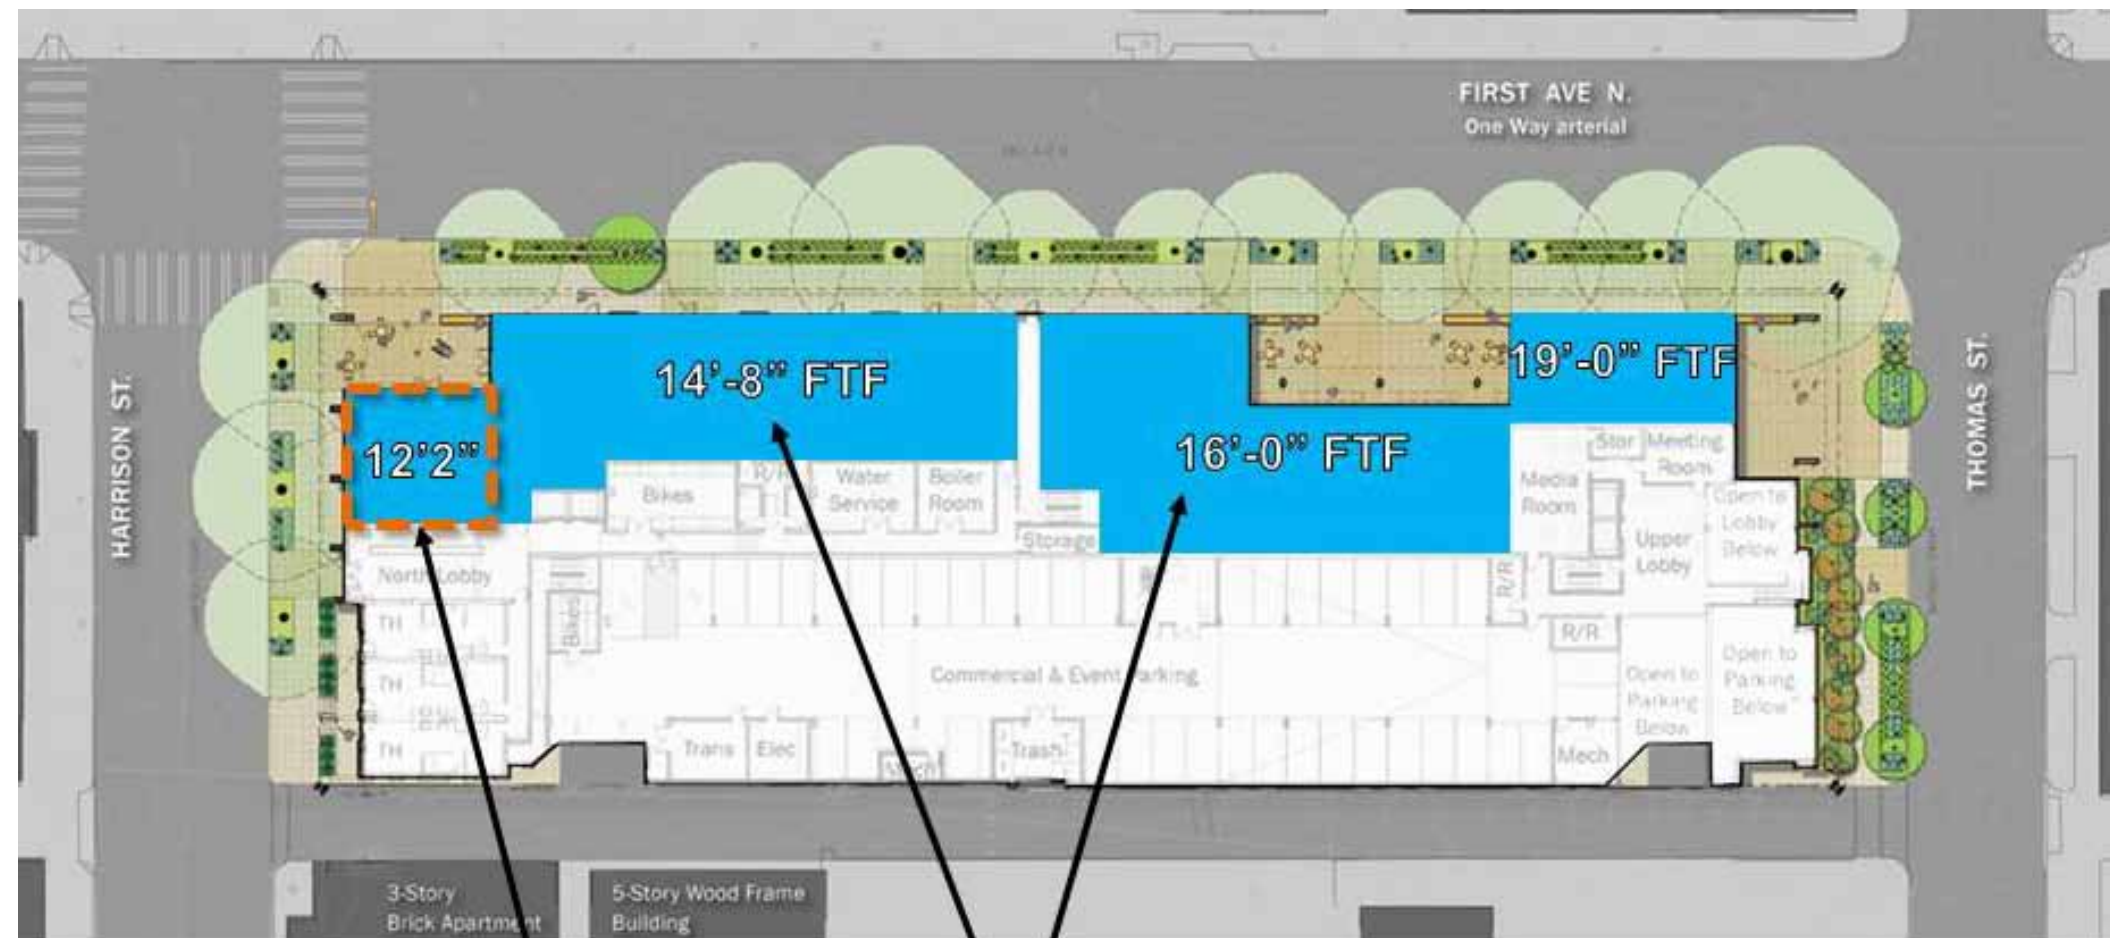 FIRST AVE N.
One Way arterial
HARRISON ST.
THOMAS ST.
14'-8" FTF
19'-0" FTF
12'2"
16'-0" FTF
Stor
Meeting
Room
Bikes
R/R
Water
Service
Boiler
Room
Media
Room
Open to
Lobby
Below
Storage
Upper
Lobby
North Lobby
R/R
TH
Bikes
R/R
Commercial & Event Parking
TH
Open to
Parking
Below
Open to
Parking
Below
TH
Trans
Elec
Mech
Trash
Mech
3-Story
Brick Apartment
5-Story Wood Frame
Building